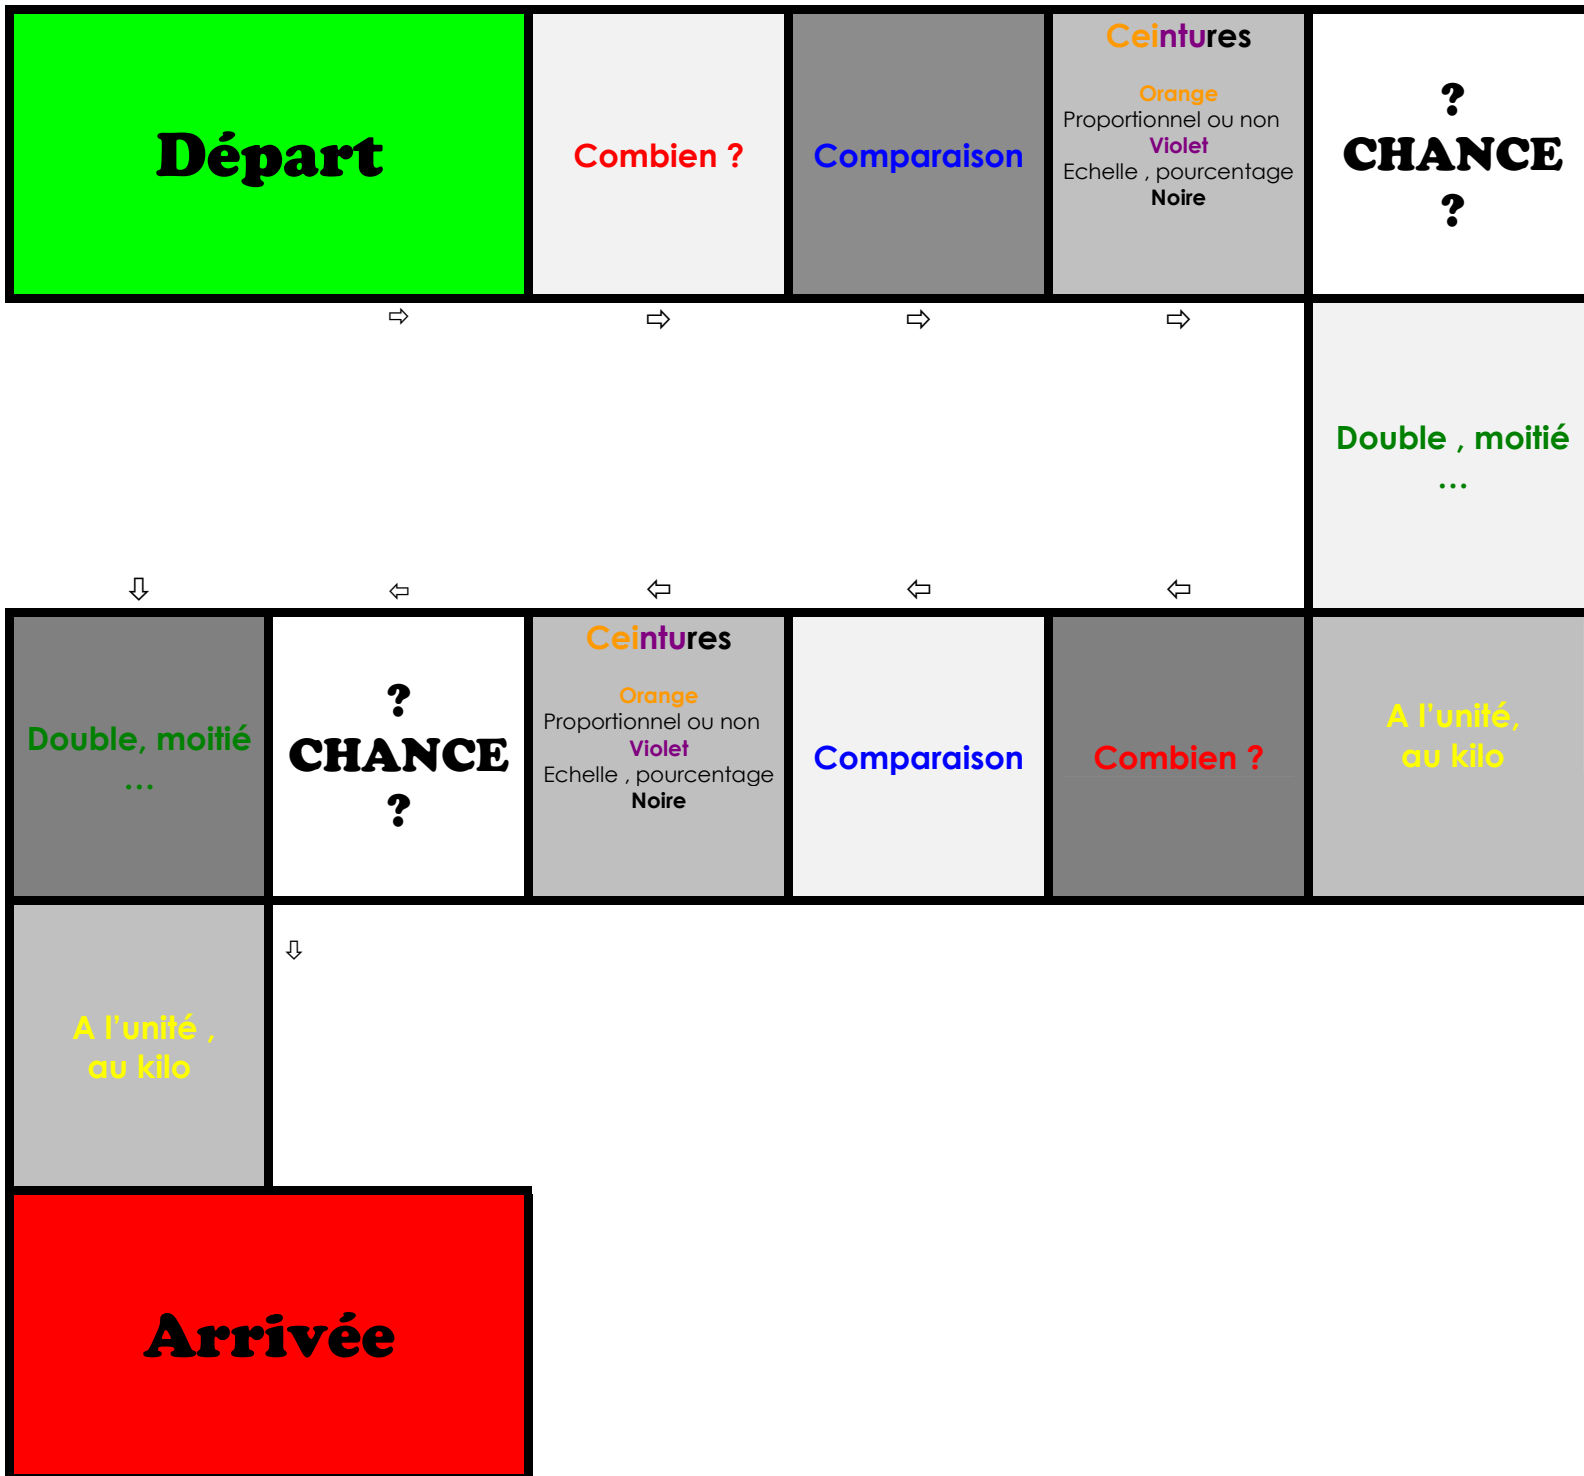 Départ
Combien ?
Comparaison
Ceintures
Orange
Proportionnel ou non
Violet
Echelle , pourcentage
Noire
?
CHANCE
?
⇨ ⇨ ⇨ ⇨
Double , moitié
...
⇩ ⇦ ⇦ ⇦ ⇦
Double, moitié
...
?
CHANCE
?
Ceintures
Orange
Proportionnel ou non
Violet
Echelle , pourcentage
Noire
Comparaison
Combien ?
A l'unité,
au kilo
A l'unité ,
au kilo
⇩
Arrivée